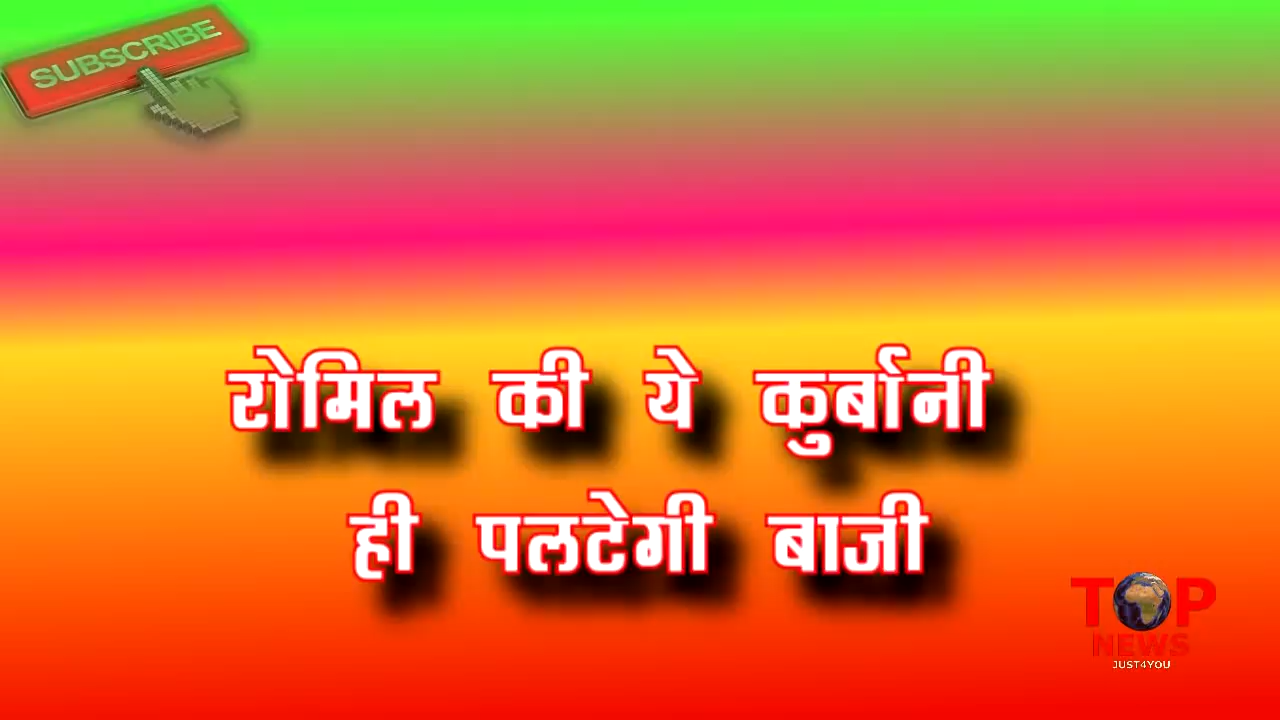 SUBSCRIBE
रोमिल की ये कुर्बानी
ही पलटेगी बाजी
TOP
NEWS
JUST4YOU